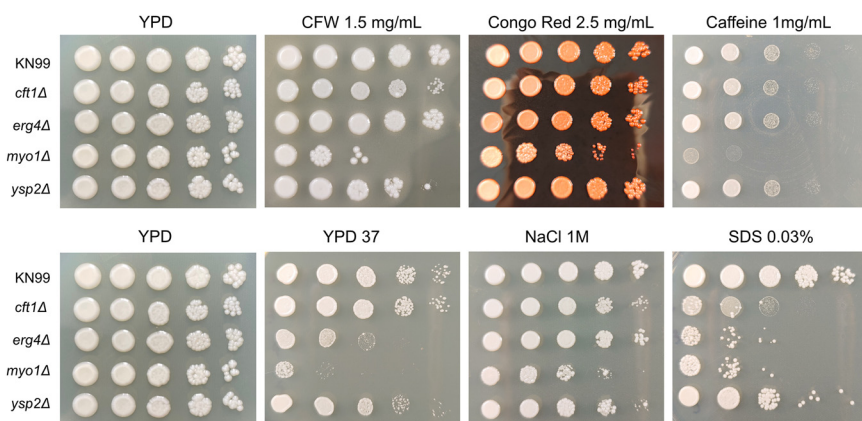 YPD CFW 1.5 mg/mL Congo Red 2.5 mg/mL Caffeine 1mg/mL
KN99
cft1Δ
erg4Δ
myo1Δ
ysp2Δ
YPD YPD 37 NaCl 1M SDS 0.03%
KN99
cft1Δ
erg4Δ
myo1Δ
ysp2Δ